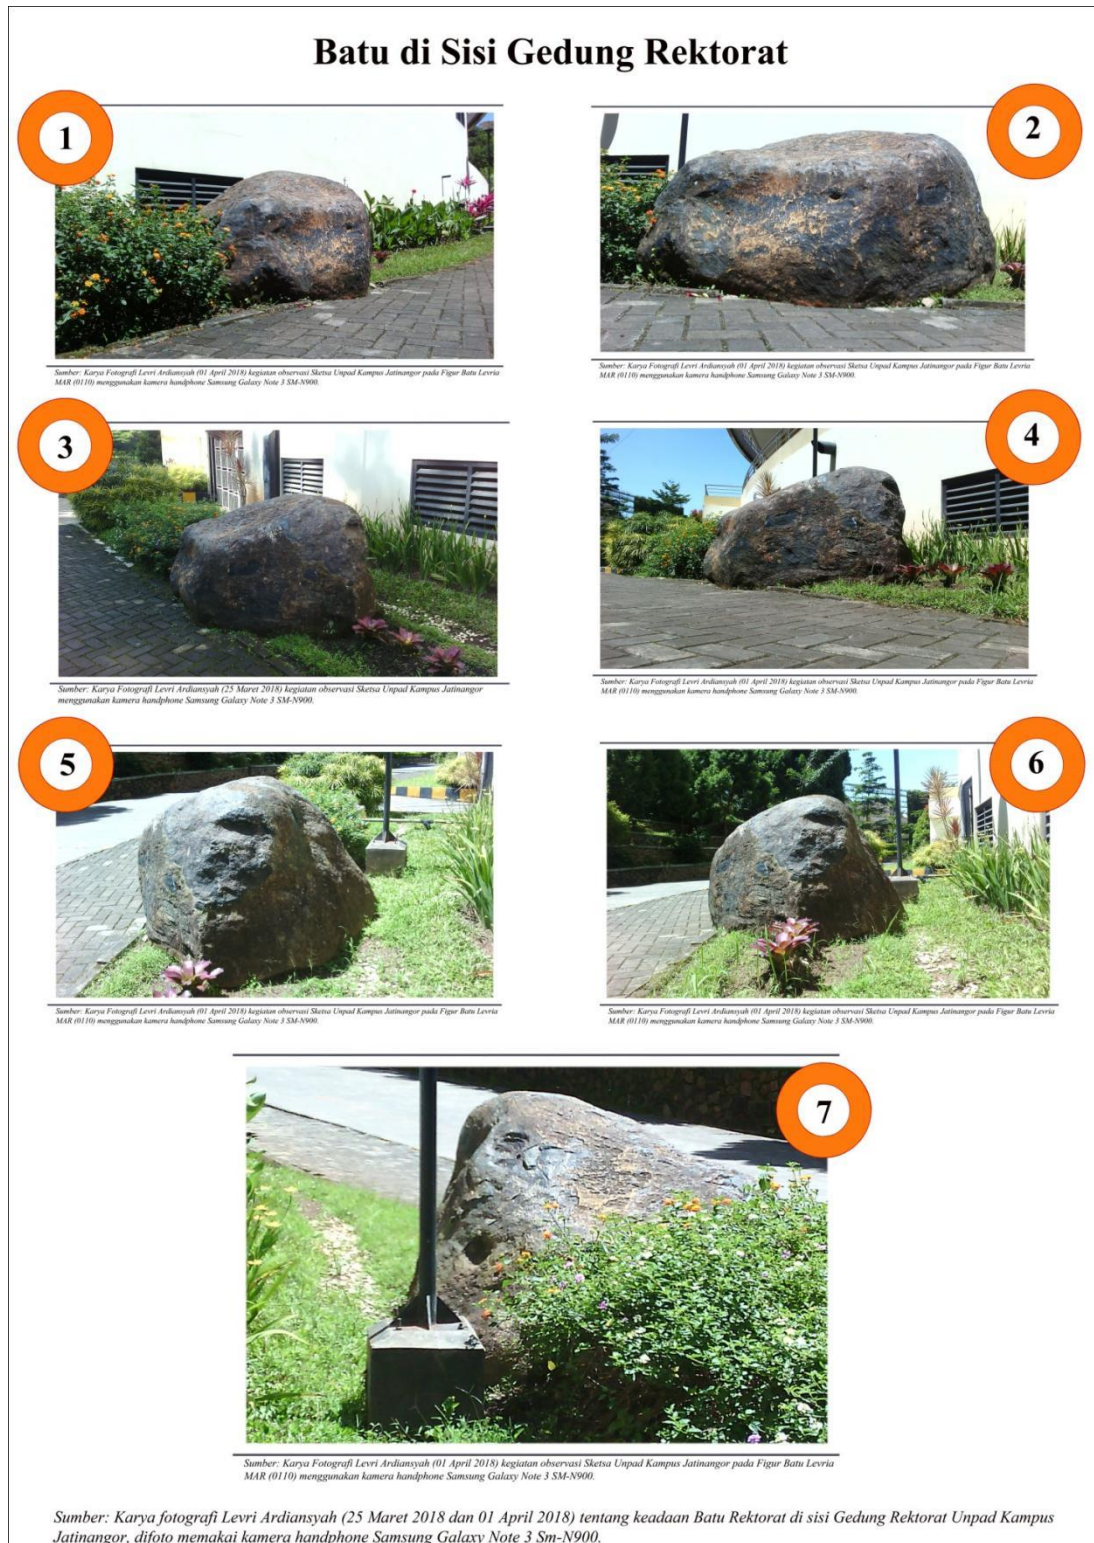 Batu di Sisi Gedung Rektorat
1
2
Sumber: Karya Fotografi Levri Ardiansyah (01 April 2018) kegiatan observasi Sketsa Unpad Kampus Jatinangor pada Figur Batu Levria
MAR (0110) menggunakan kamera handphone Samsung Galaxy Note 3 SM-N900.
Sumber: Karya Fotografi Levri Ardiansyah (01 April 2018) kegiatan observasi Sketsa Unpad Kampus Jatinangor pada Figur Batu Levria
MAR (0110) menggunakan kamera handphone Samsung Galaxy Note 3 SM-N900.
3
4
Sumber: Karya Fotografi Levri Ardiansyah (25 Maret 2018) kegiatan observasi Sketsa Unpad Kampus Jatinangor
menggunakan kamera handphone Samsung Galaxy Note 3 SM-N900.
Sumber: Karya Fotografi Levri Ardiansyah (01 April 2018) kegiatan observasi Sketsa Unpad Kampus Jatinangor pada Figur Batu Levria
MAR (0110) menggunakan kamera handphone Samsung Galaxy Note 3 SM-N900.
5
6
Sumber: Karya Fotografi Levri Ardiansyah (01 April 2018) kegiatan observasi Sketsa Unpad Kampus Jatinangor pada Figur Batu Levria
MAR (0110) menggunakan kamera handphone Samsung Galaxy Note 3 SM-N900.
Sumber: Karya Fotografi Levri Ardiansyah (01 April 2018) kegiatan observasi Sketsa Unpad Kampus Jatinangor pada Figur Batu Levria
MAR (0110) menggunakan kamera handphone Samsung Galaxy Note 3 SM-N900.
7
Sumber: Karya Fotografi Levri Ardiansyah (01 April 2018) kegiatan observasi Sketsa Unpad Kampus Jatinangor pada Figur Batu Levria
MAR (0110) menggunakan kamera handphone Samsung Galaxy Note 3 SM-N900.
Sumber: Karya fotografi Levri Ardiansyah (25 Maret 2018 dan 01 April 2018) tentang keadaan Batu Rektorat di sisi Gedung Rektorat Unpad Kampus
Jatinangor, difoto memakai kamera handphone Samsung Galaxy Note 3 Sm-N900.